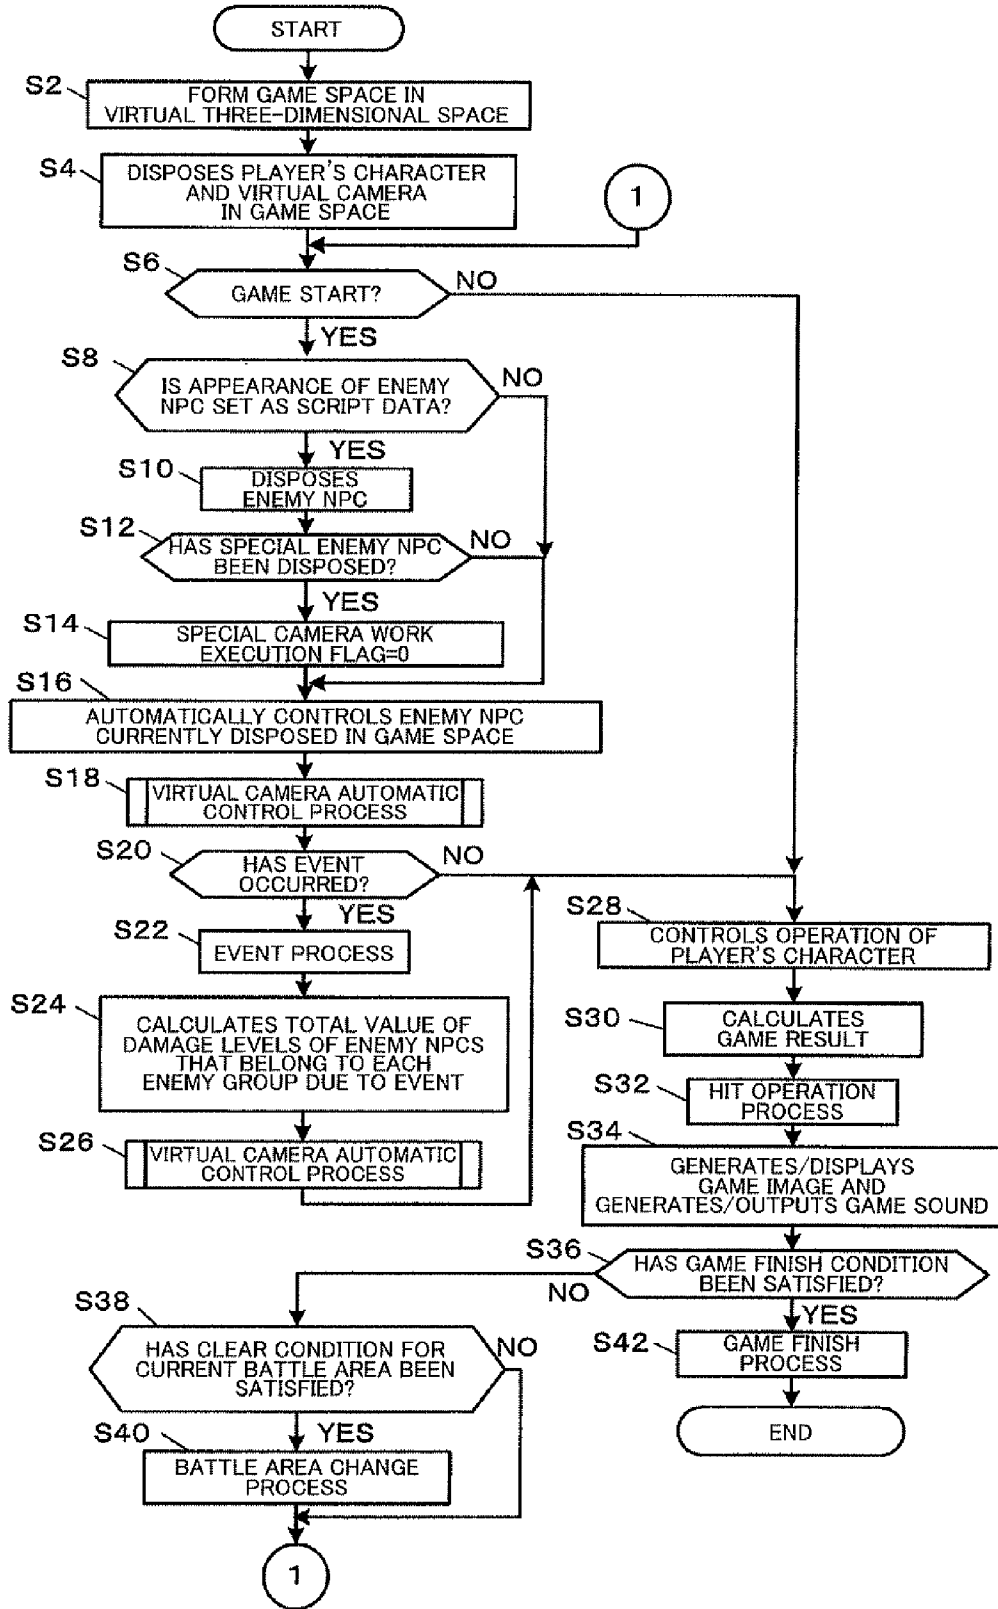 START
S2
FORM GAME SPACE IN
VIRTUAL THREE-DIMENSIONAL SPACE
S4
DISPOSES PLAYER'S CHARACTER
AND VIRTUAL CAMERA
IN GAME SPACE
1
S6
GAME START?
NO
YES
S8
IS APPEARANCE OF ENEMY
NPC SET AS SCRIPT DATA?
NO
YES
S10
DISPOSES
ENEMY NPC
S12
HAS SPECIAL ENEMY NPC
BEEN DISPOSED?
NO
YES
S14
SPECIAL CAMERA WORK
EXECUTION FLAG=0
S16
AUTOMATICALLY CONTROLS ENEMY NPC
CURRENTLY DISPOSED IN GAME SPACE
S18
VIRTUAL CAMERA AUTOMATIC
CONTROL PROCESS
S20
HAS EVENT
OCCURRED?
NO
YES
S22
EVENT PROCESS
S24
CALCULATES TOTAL VALUE OF
DAMAGE LEVELS OF ENEMY NPCS
THAT BELONG TO EACH
ENEMY GROUP DUE TO EVENT
S26
VIRTUAL CAMERA AUTOMATIC
CONTROL PROCESS
S28
CONTROLS OPERATION OF
PLAYER'S CHARACTER
S30
CALCULATES
GAME RESULT
S32
HIT OPERATION
PROCESS
S34
GENERATES/DISPLAYS
GAME IMAGE AND
GENERATES/OUTPUTS GAME SOUND
S36
HAS GAME FINISH CONDITION
BEEN SATISFIED?
NO
YES
S38
HAS CLEAR CONDITION FOR
CURRENT BATTLE AREA BEEN
SATISFIED?
NO
YES
S40
BATTLE AREA CHANGE
PROCESS
1
S42
GAME FINISH
PROCESS
END